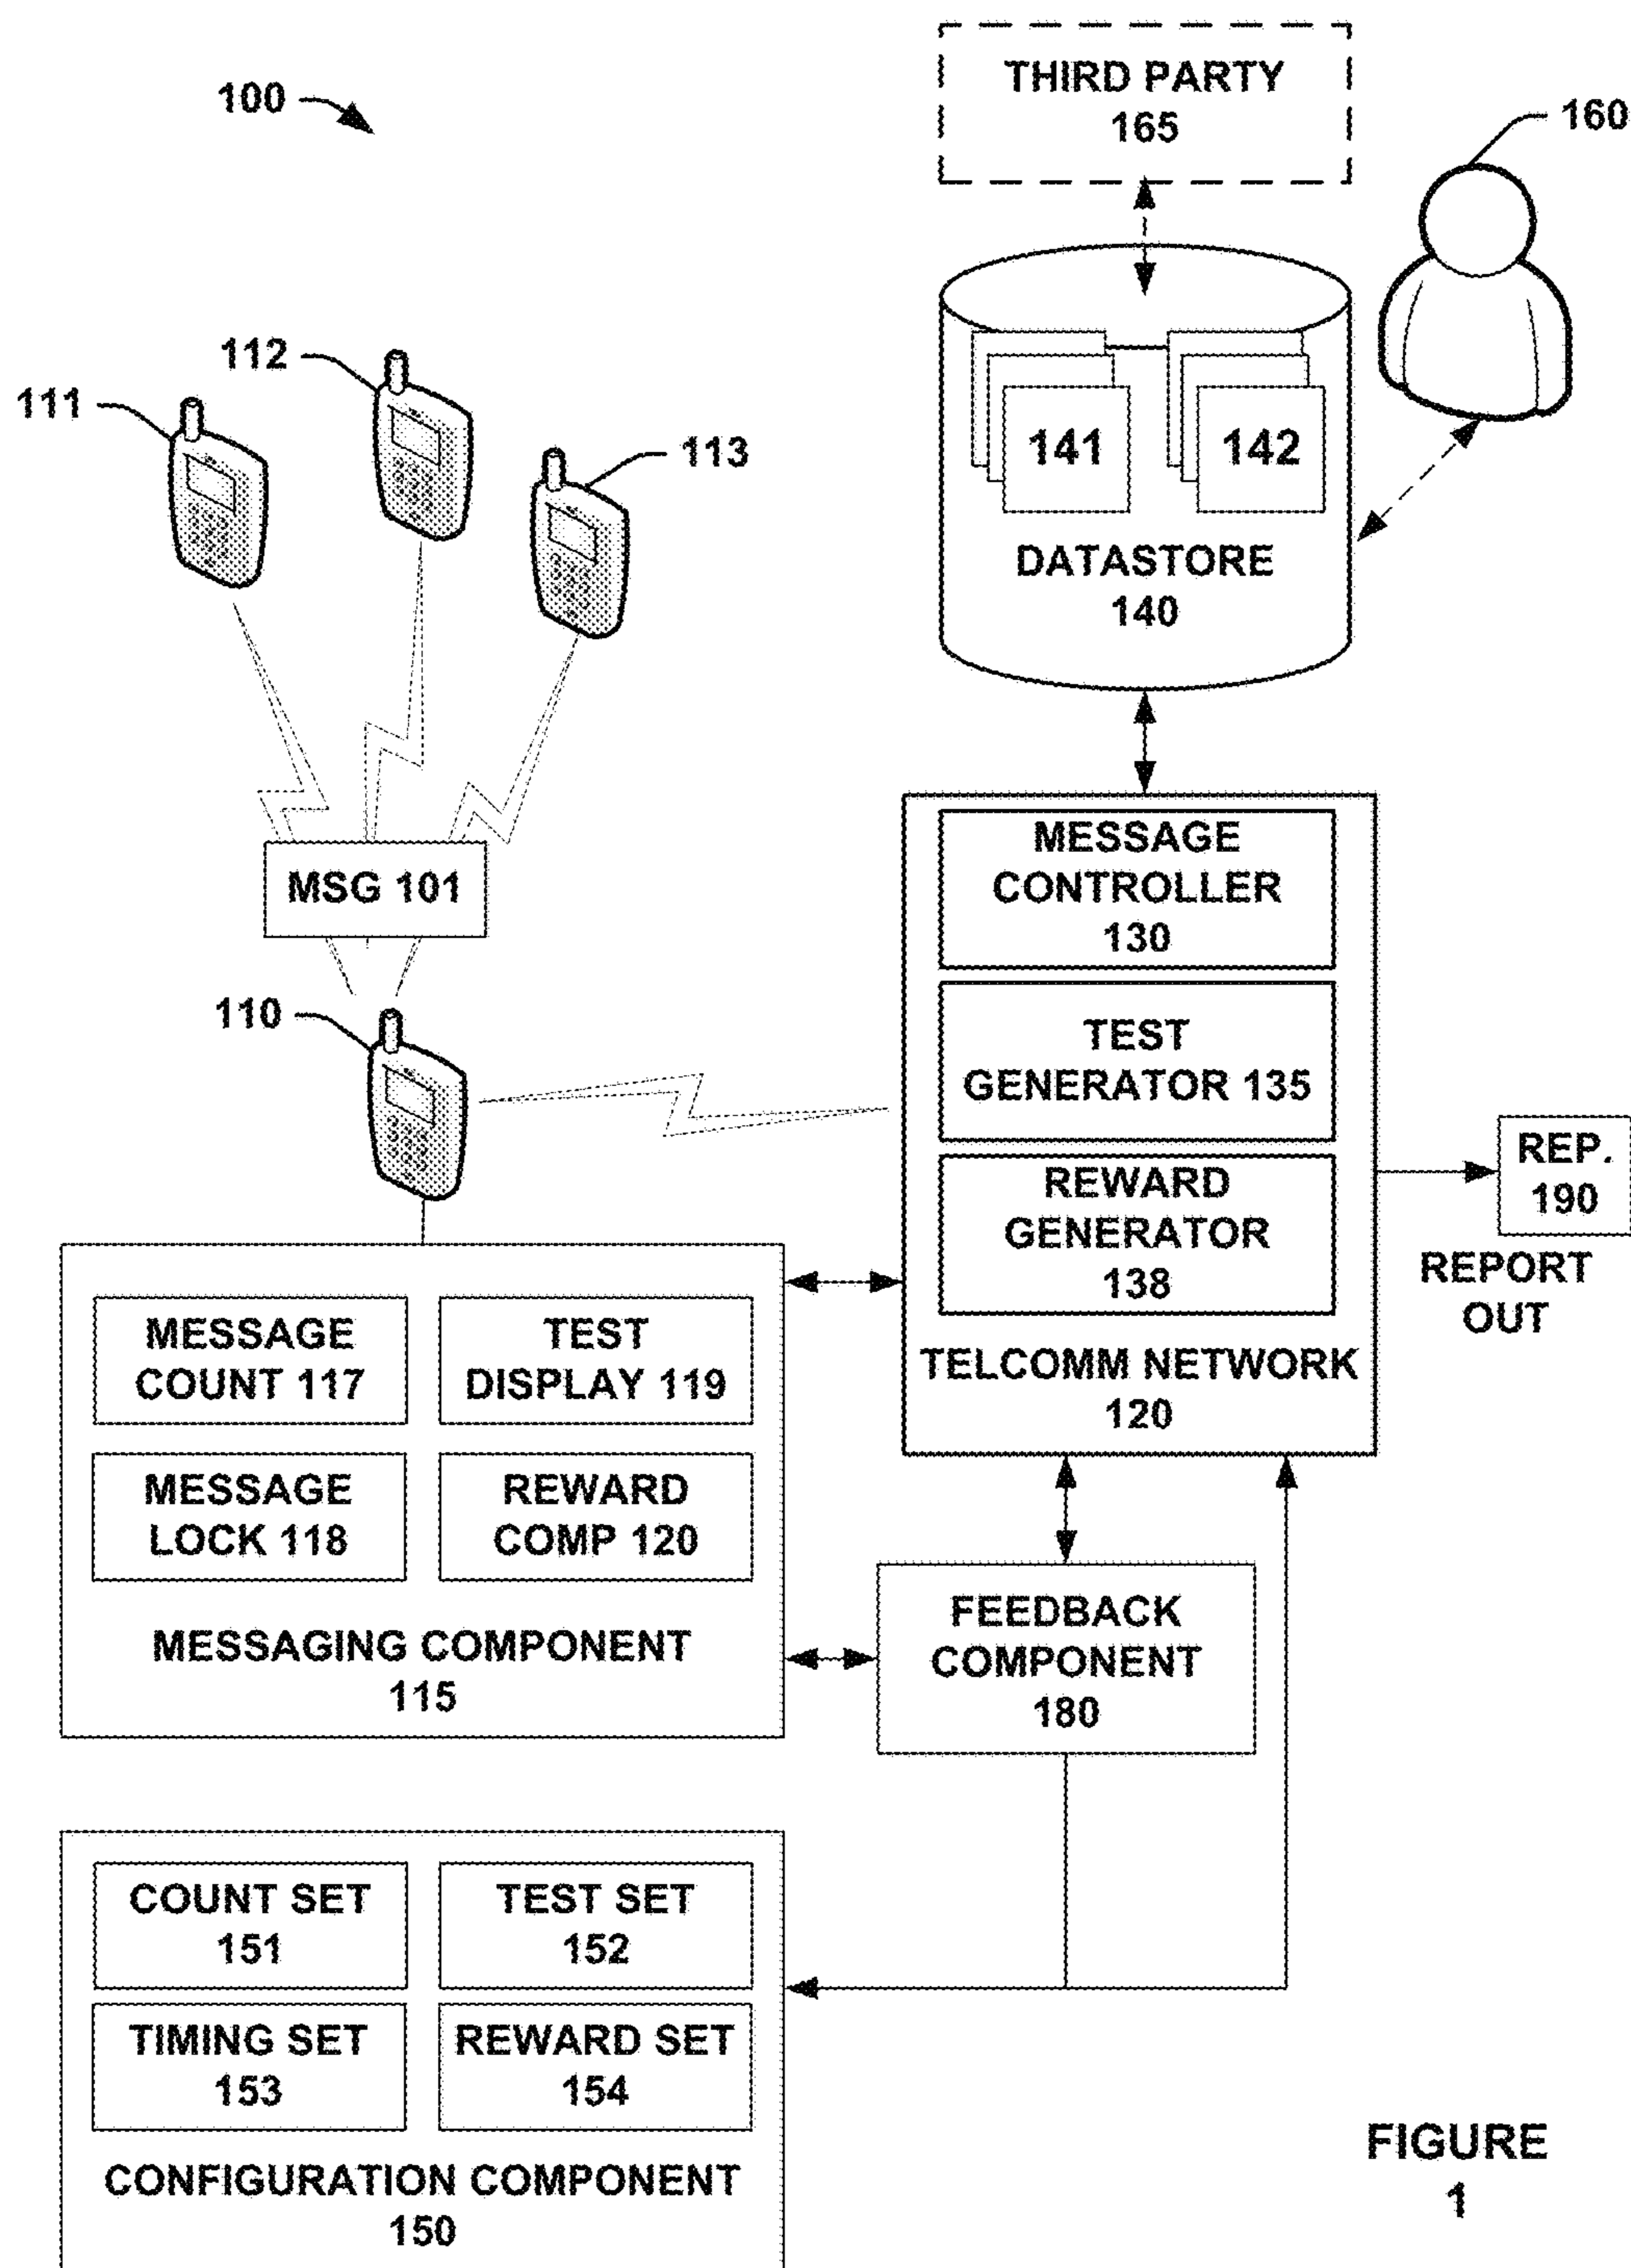 100
THIRD PARTY
165
160
112
111
113
141
142
DATASTORE
140
MSG 101
MESSAGE
CONTROLLER
130
110
TEST
GENERATOR 135
REWARD
GENERATOR
138
TELCOMM NETWORK
120
REP.
190
REPORT
OUT
MESSAGE
COUNT 117
TEST
DISPLAY 119
MESSAGE
LOCK 118
REWARD
COMP 120
MESSAGING COMPONENT
115
FEEDBACK
COMPONENT
180
COUNT SET
151
TEST SET
152
TIMING SET
153
REWARD SET
154
CONFIGURATION COMPONENT
150
FIGURE
1